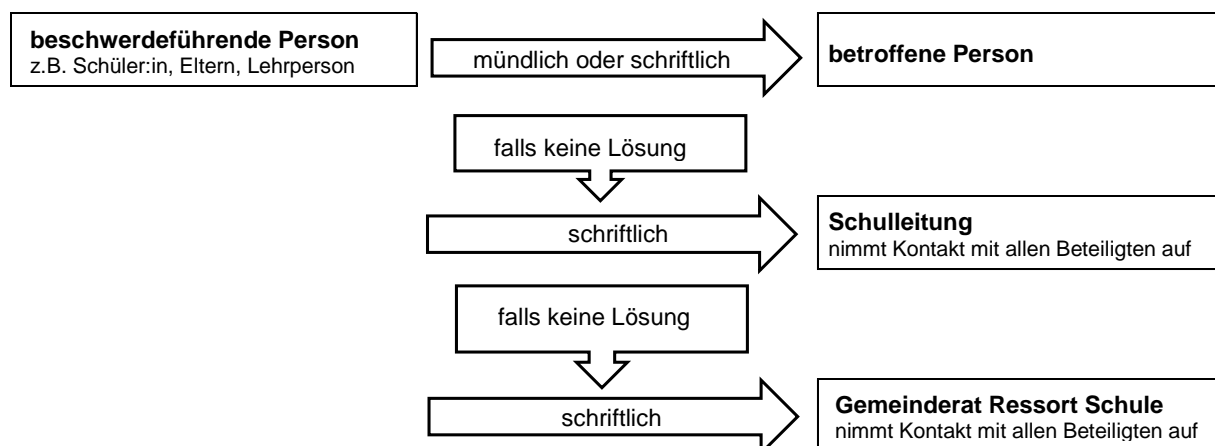 beschwerdeführende Person
z.B. Schüler:in, Eltern, Lehrperson
mündlich oder schriftlich
betroffene Person
falls keine Lösung
schriftlich
Schulleitung
nimmt Kontakt mit allen Beteiligten auf
falls keine Lösung
schriftlich
Gemeinderat Ressort Schule
nimmt Kontakt mit allen Beteiligten auf